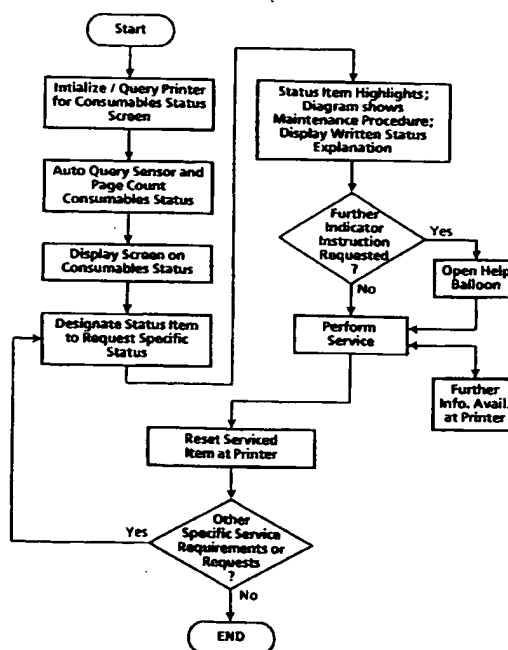 Start
Intialize / Query Printer
for Consumables Status
Screen
Auto Query Sensor and
Page Count
Consumables Status
Display Screen on
Consumables Status
Designate Status Item
to Request Specific
Status
Status Item Highlights;
Diagram shows
Maintenance Procedure;
Display Written Status
Explanation
Further
Indicator
Instruction
Requested
?
Yes
No
Open Help
Balloon
Perform
Service
Further
Info. Avail.
at Printer
Reset Serviced
Item at Printer
Other
Specific Service
Requirements or
Requests
?
Yes
No
END